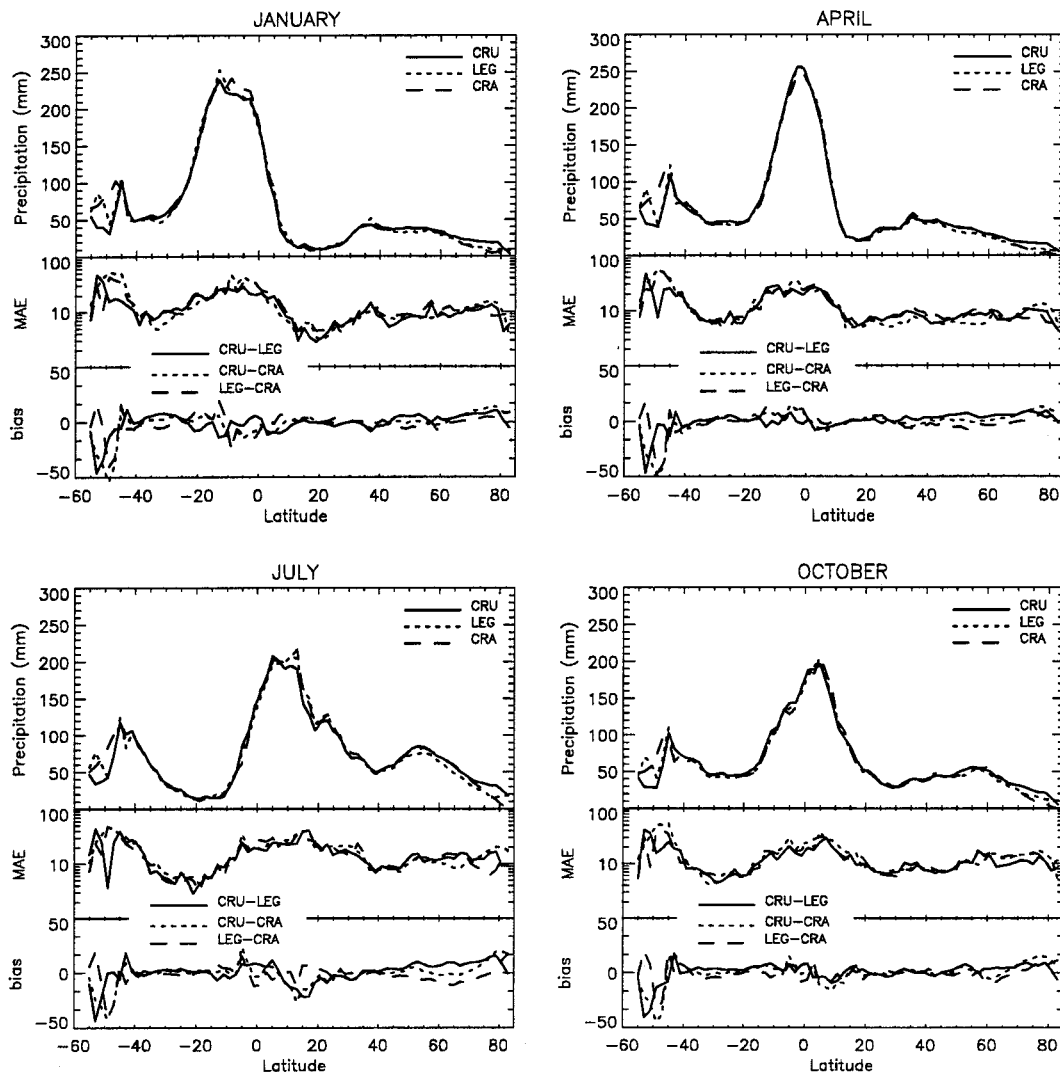 JANUARY
300
250
200
150
100
50
Precipitation (mm)
CRU
LEG
CRA
100
10
MAE
CRU-LEG
CRU-CRA
LEG-CRA
50
0
-50
bias
-60 -40 -20 0 20 40 60 80
Latitude
APRIL
300
250
200
150
100
50
Precipitation (mm)
CRU
LEG
CRA
100
10
MAE
CRU-LEG
CRU-CRA
LEG-CRA
50
0
-50
bias
-60 -40 -20 0 20 40 60 80
Latitude
JULY
300
250
200
150
100
50
Precipitation (mm)
CRU
LEG
CRA
100
10
MAE
CRU-LEG
CRU-CRA
LEG-CRA
50
0
-50
bias
-60 -40 -20 0 20 40 60 80
Latitude
OCTOBER
300
250
200
150
100
50
Precipitation (mm)
CRU
LEG
CRA
100
10
MAE
CRU-LEG
CRU-CRA
LEG-CRA
50
0
-50
bias
-60 -40 -20 0 20 40 60 80
Latitude